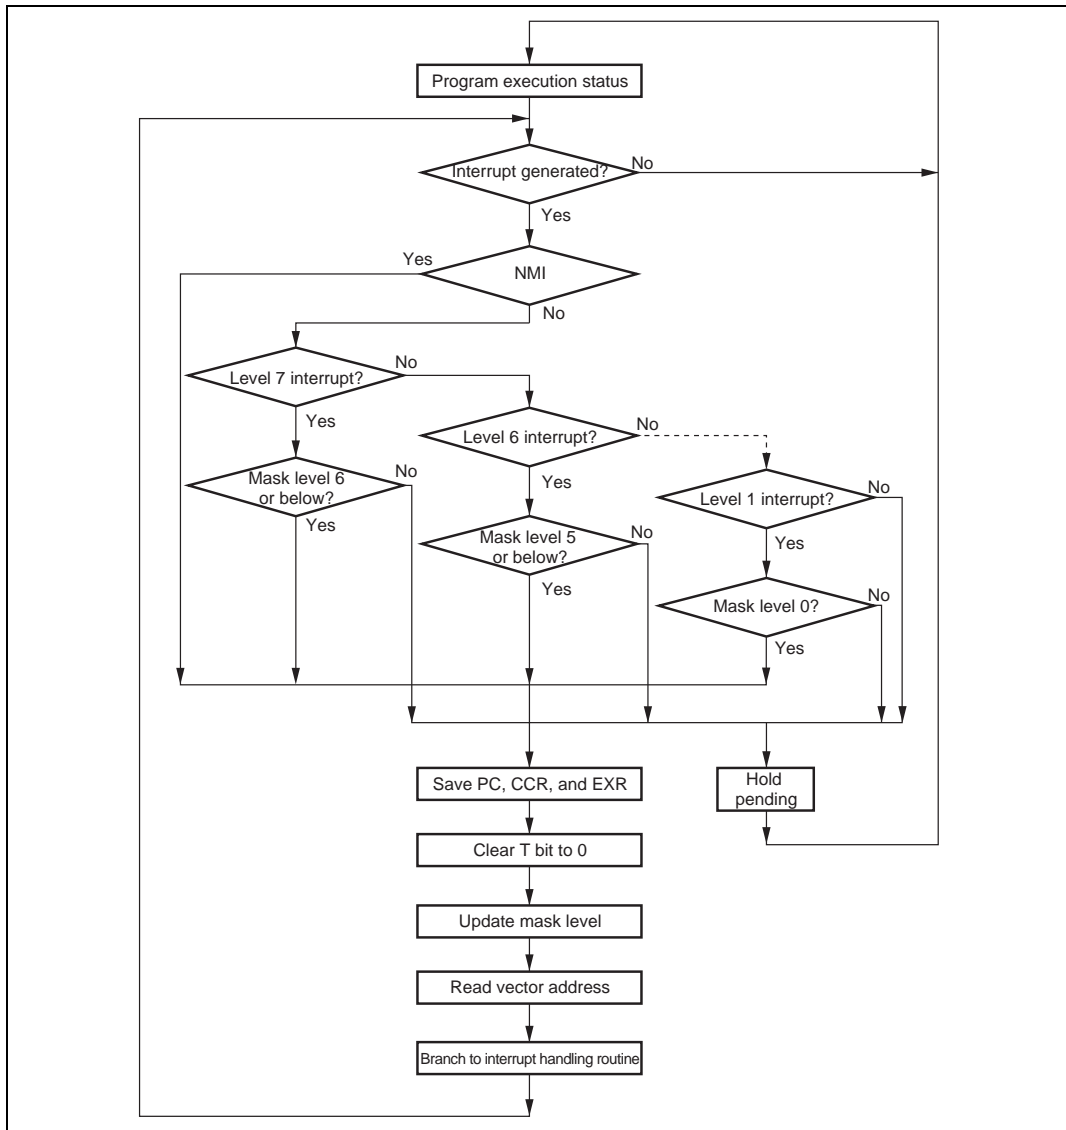 Program execution status
Interrupt generated?
No
Yes
Yes
NMI
No
Level 7 interrupt?
No
Yes
Level 6 interrupt?
No
Mask level 6
or below?
No
Yes
Yes
Level 1 interrupt?
No
Mask level 5
or below?
No
Yes
Yes
Mask level 0?
No
Yes
Save PC, CCR, and EXR
Hold
pending
Clear T bit to 0
Update mask level
Read vector address
Branch to interrupt handling routine